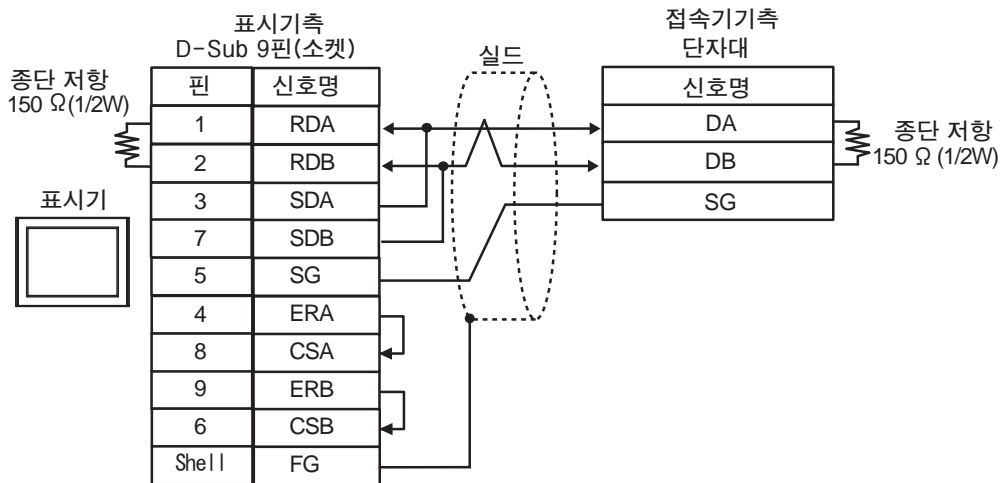 표시기측
D-Sub 9핀(소켓)
접속기기측
단자대
실드
종단 저항
150 Ω(1/2W)
핀 신호명
1 RDA
2 RDB
3 SDA
7 SDB
5 SG
4 ERA
8 CSA
9 ERB
6 CSB
Shell FG
표시기
신호명
DA
DB
SG
종단 저항
150 Ω (1/2W)